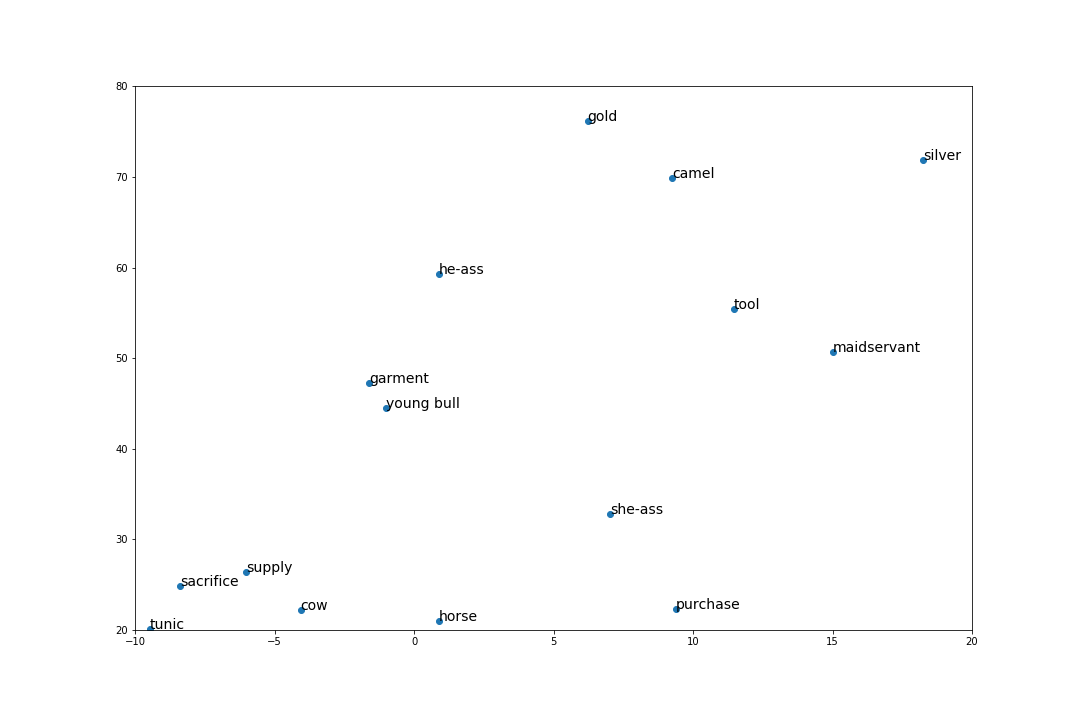 80
gold
silver
camel
70
he-ass
60
tool
maidservant
50
garment
young bull
40
she-ass
30
supply
sacrifice
cow
purchase
horse
tunic
20
−10
−5
0
5
10
15
20